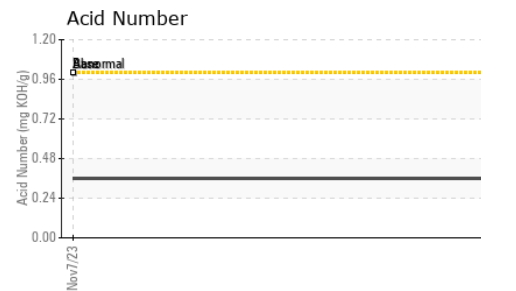 Acid Number
1.20
Abnormal
0.96
0.72
0.48
0.24
0.00
Acid Number (mg KOH/g)
Nov7/23